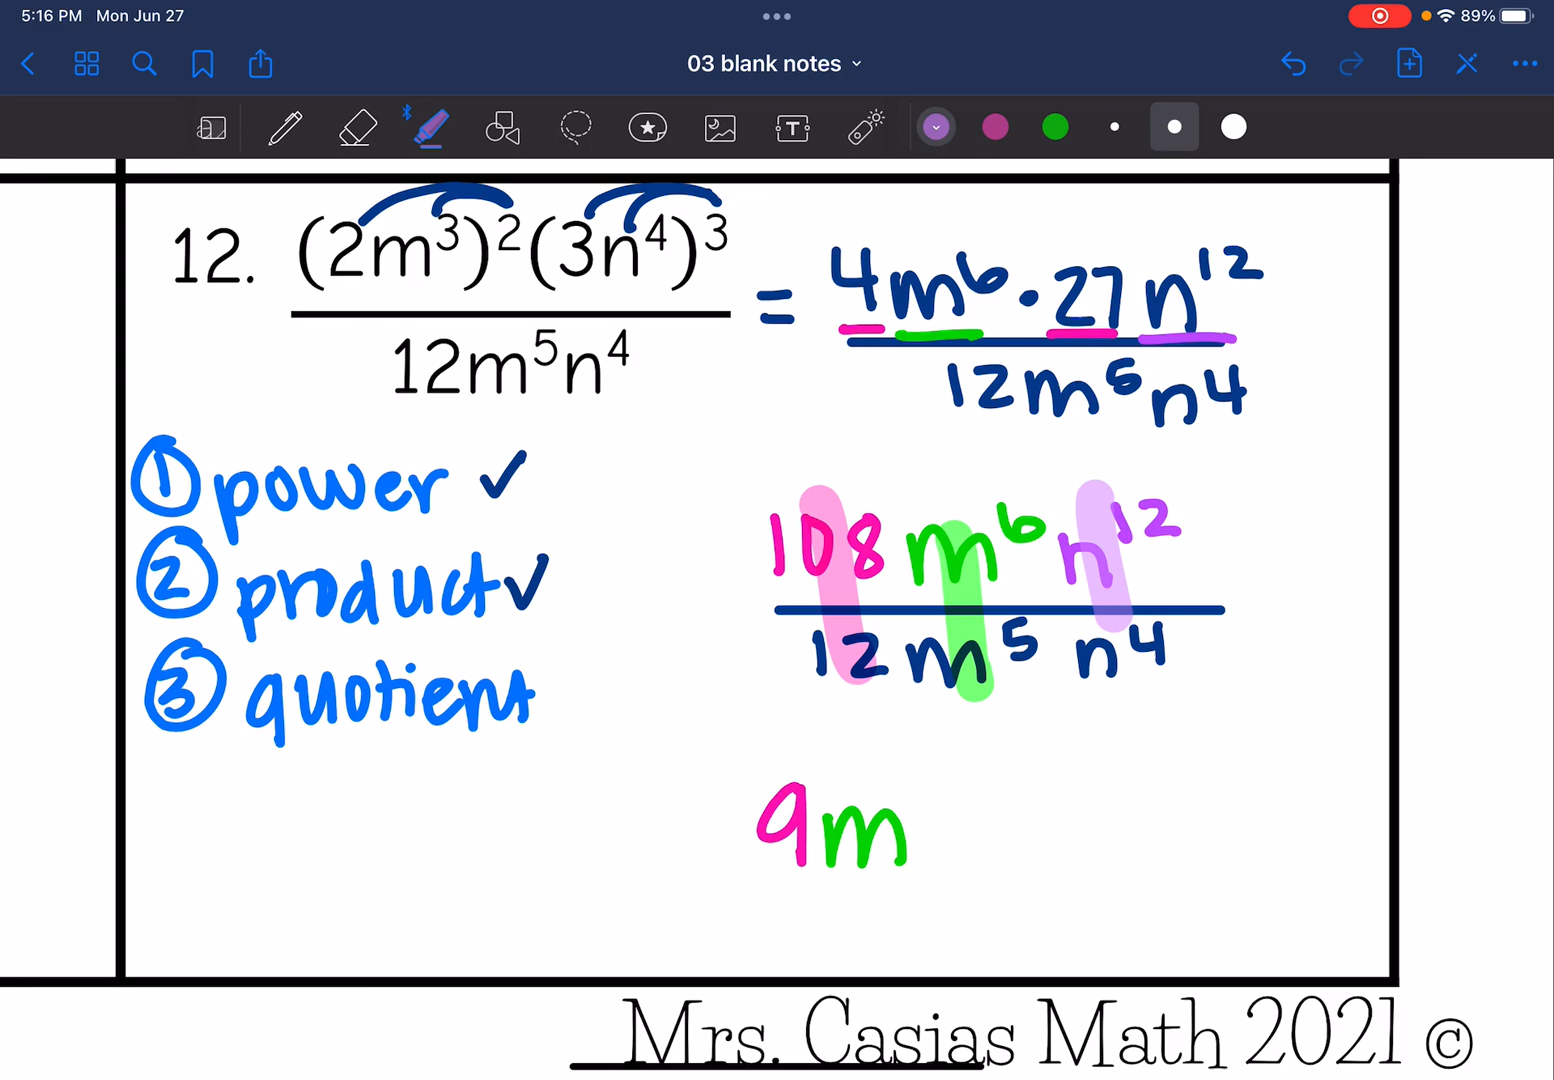 5:16 PM Mon Jun 27
89%
03 blank notes
T
12. (2m³)²(3n⁴)³
12m⁵n⁴
= 4m⁶ · 27n¹²
12m⁵n⁴
① power ✓
② product ✓
③ quotient
108 m⁶ n¹²
12 m⁵ n⁴
9m
Mrs. Casias Math 2021 ©